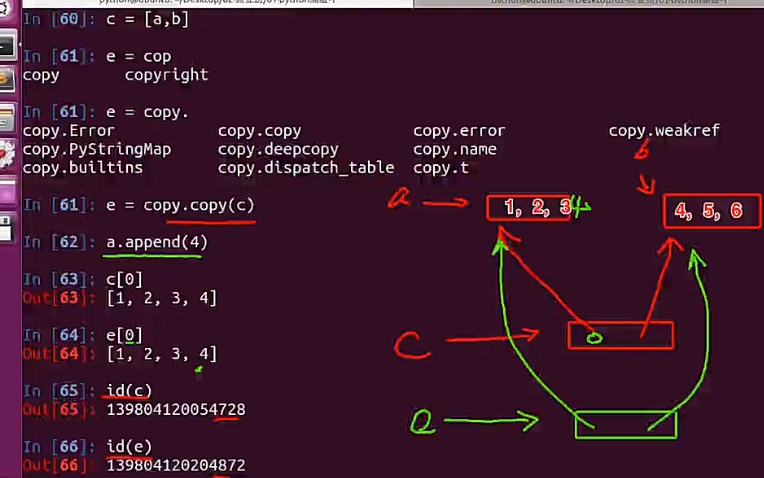 In [60]: c = [a,b]
In [61]: e = cop
copy copyright
In [61]: e = copy.
copy.Error copy.copy copy.error copy.weakref
copy.PyStringMap copy.deepcopy copy.name
copy.builtins copy.dispatch_table copy.t
b
In [61]: e = copy.copy(c)
a
1, 2, 3 4
4, 5, 6
In [62]: a.append(4)
In [63]: c[0]
Out[63]: [1, 2, 3, 4]
In [64]: e[0]
Out[64]: [1, 2, 3, 4]
C
In [65]: id(c)
Out[65]: 139804120054728
e
In [66]: id(e)
Out[66]: 139804120204872